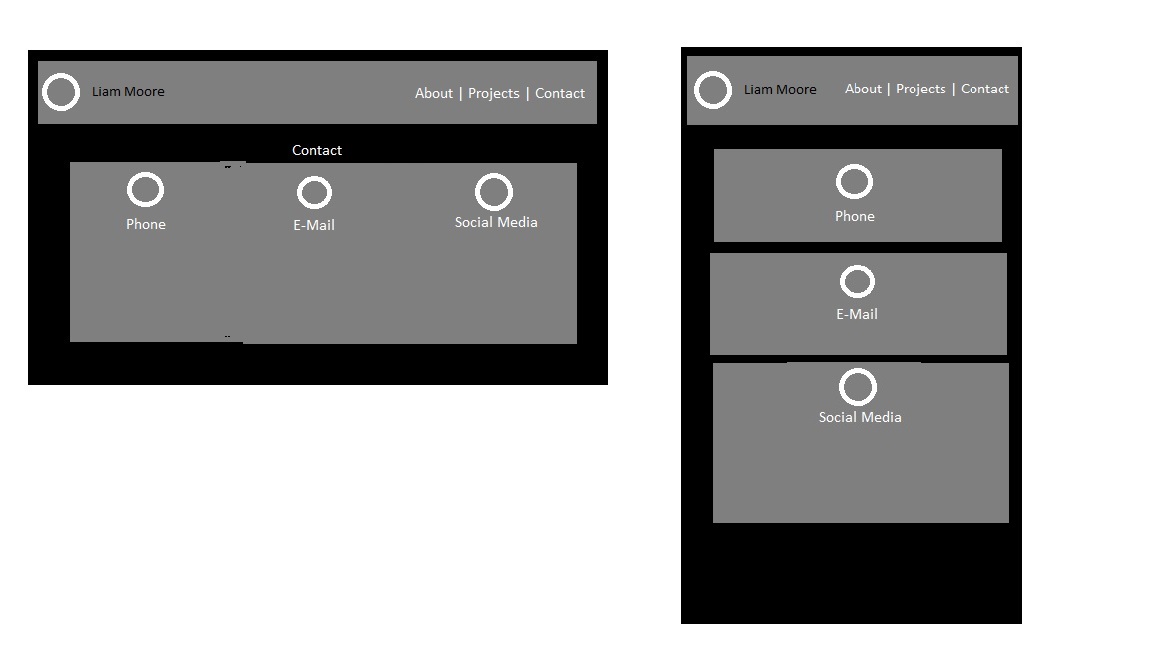 Liam Moore
About | Projects | Contact
Contact
Phone
E-Mail
Social Media
Liam Moore
About | Projects | Contact
Phone
E-Mail
Social Media